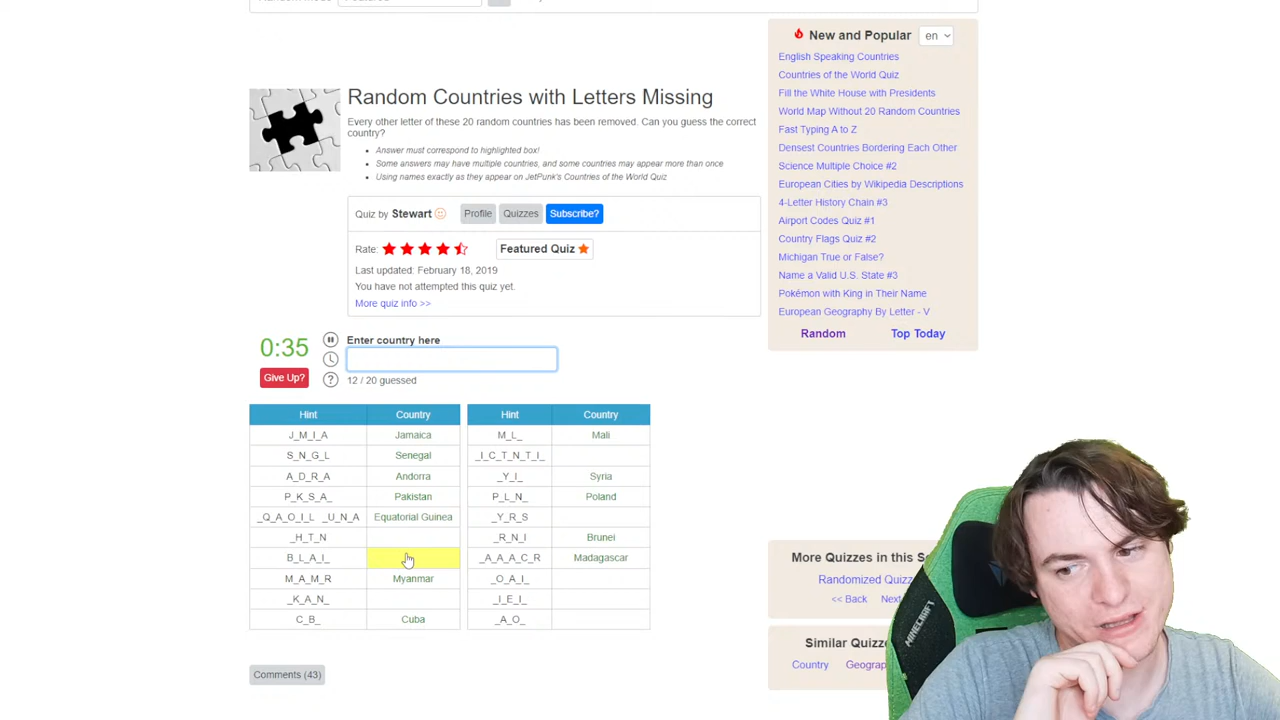 New and Popular en
English Speaking Countries
Countries of the World Quiz
Fill the White House with Presidents
World Map Without 20 Random Countries
Fast Typing A to Z
Densest Countries Bordering Each Other
Science Multiple Choice #2
European Cities by Wikipedia Descriptions
4-Letter History Chain #3
Airport Codes Quiz #1
Country Flags Quiz #2
Michigan True or False?
Name a Valid U.S. State #3
Pokémon with King in Their Name
European Geography By Letter - V
Random Top Today
Random Countries with Letters Missing
Every other letter of these 20 random countries has been removed. Can you guess the correct
country?
Answer must correspond to highlighted box!
Some answers may have multiple countries, and some countries may appear more than once
Using names exactly as they appear on JetPunk's Countries of the World Quiz
Quiz by Stewart Profile Quizzes Subscribe?
Rate: Featured Quiz
Last updated: February 18, 2019
You have not attempted this quiz yet.
More quiz info >>
0:35
Give Up?
Enter country here
12 / 20 guessed
Hint Country Hint Country
J_M_I_A Jamaica M_L_ Mali
S_N_G_L Senegal _I_C_T_N_T_I_
A_D_R_A Andorra _Y_I_ Syria
P_K_S_A_ Pakistan P_L_N_ Poland
_Q_A_O_I_L _U_N_A Equatorial Guinea _Y_R_S
_H_T_N _R_N_I Brunei
B_L_A_I_ _A_A_A_C_R Madagascar
M_A_M_R Myanmar _O_A_I_
_K_A_N_ _I_E_I_
C_B_ Cuba _A_O_
Comments (43)
More Quizzes in this
Randomized
<< Back Next
Similar
Country
MINECRAFT